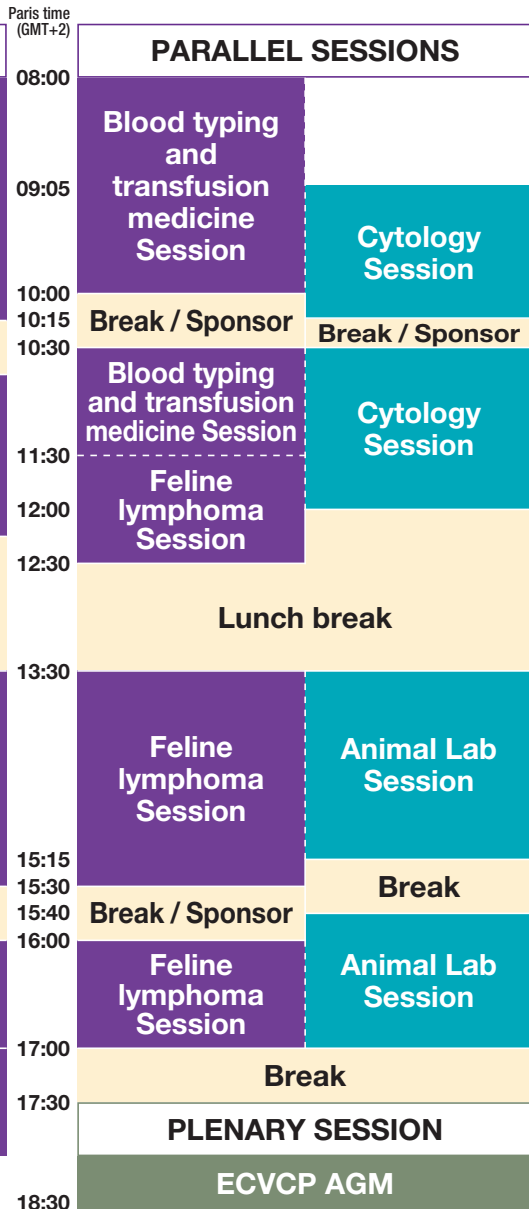 Paris time
(GMT+2)
PARALLEL SESSIONS
08:00
Blood typing
and
transfusion
medicine
Session
09:05
Cytology
Session
10:00
Break / Sponsor
10:15
Break / Sponsor
10:30
Blood typing
and transfusion
medicine Session
Cytology
Session
11:30
Feline
lymphoma
Session
12:00
12:30
Lunch break
13:30
Feline
lymphoma
Session
Animal Lab
Session
15:15
Break
15:30
Break / Sponsor
15:40
Animal Lab
Session
16:00
Feline
lymphoma
Session
17:00
Break
17:30
PLENARY SESSION
ECVCP AGM
18:30